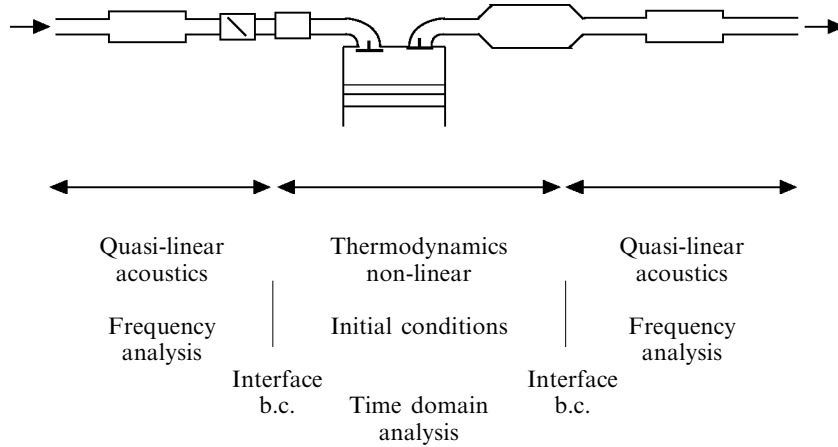 Quasi-linear
acoustics
Frequency
analysis
Interface
b.c.
Thermodynamics
non-linear
Initial conditions
Time domain
analysis
Interface
b.c.
Quasi-linear
acoustics
Frequency
analysis